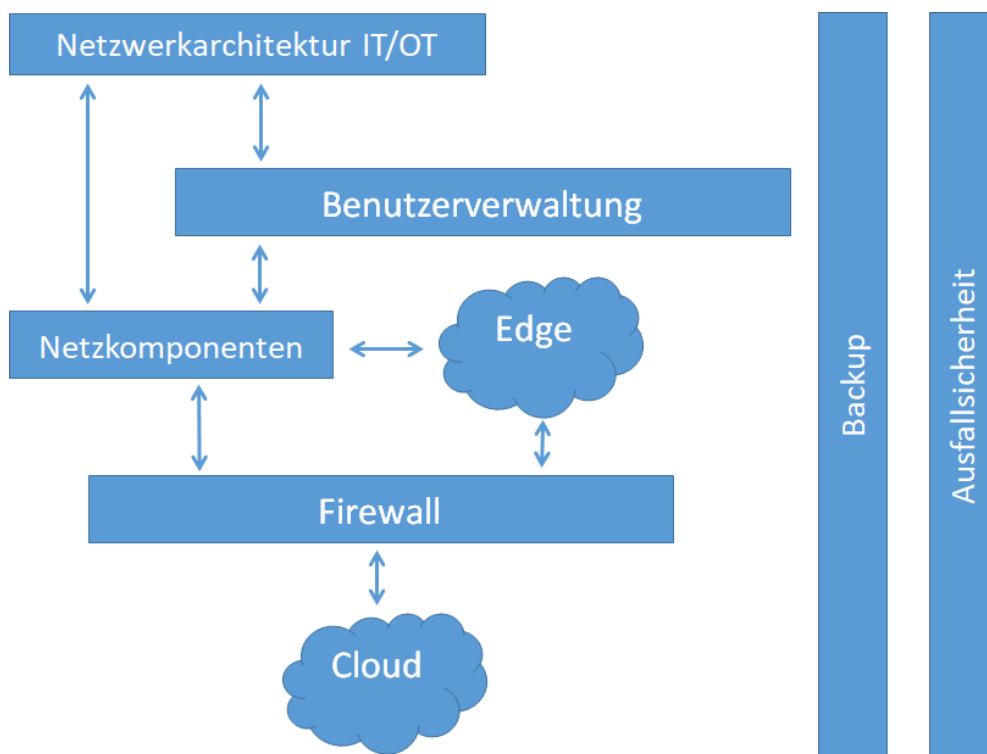 Netzwerkarchitektur IT/OT
Benutzerverwaltung
Edge
Netzkomponenten
Firewall
Cloud
Backup
Ausfallsicherheit